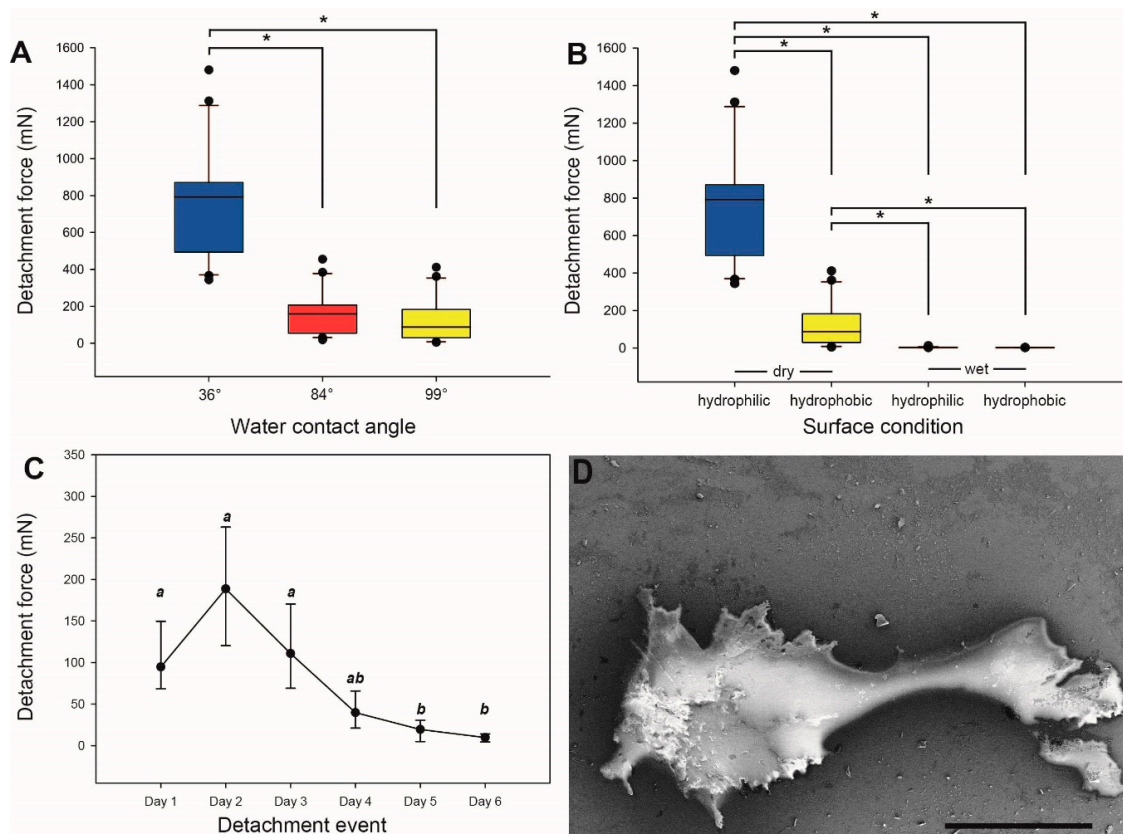 A
Detachment force (mN)
1600
1400
1200
1000
800
600
400
200
0
*
*
36°
84°
99°
Water contact angle
B
Detachment force (mN)
1600
1400
1200
1000
800
600
400
200
0
*
*
*
*
*
dry
wet
hydrophilic
hydrophobic
hydrophilic
hydrophobic
Surface condition
C
Detachment force (mN)
350
300
250
200
150
100
50
0
a
a
a
ab
b
b
Day 1
Day 2
Day 3
Day 4
Day 5
Day 6
Detachment event
D